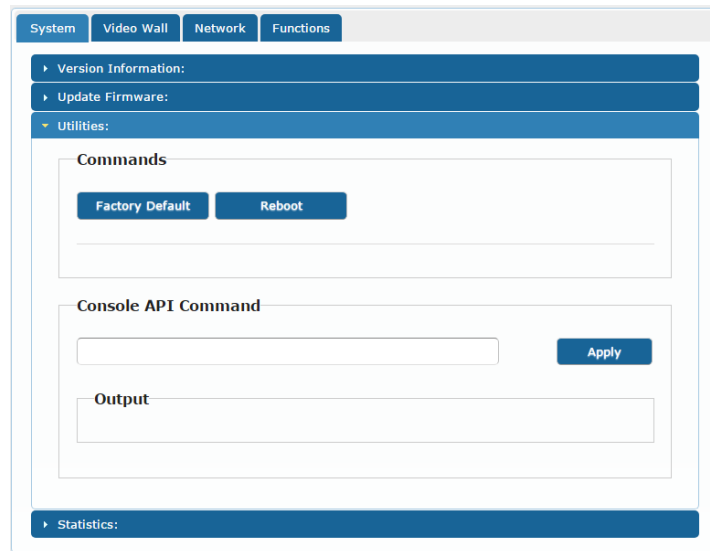 System Video Wall Network Functions
Version Information:
Update Firmware:
Utilities:
Commands
Factory Default Reboot
Console API Command
Apply
Output
Statistics: